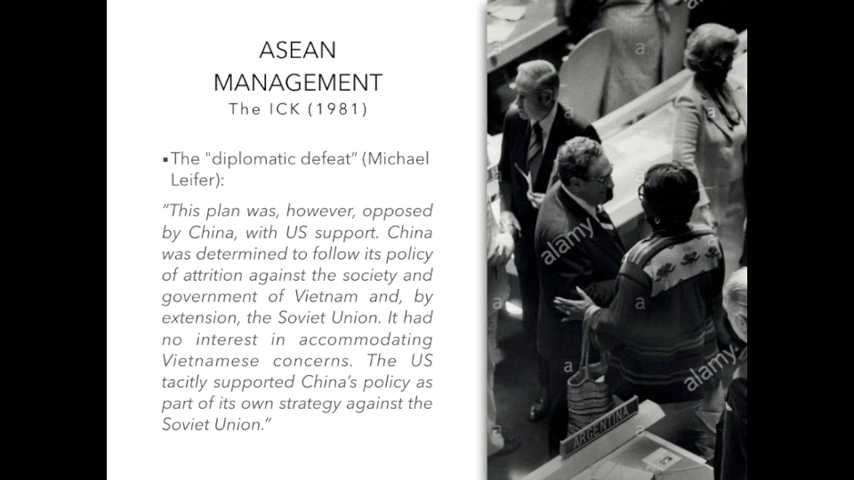 ASEAN
MANAGEMENT
The ICK (1981)
▪The "diplomatic defeat“ (Michael
Leifer):
“This plan was, however, opposed
by China, with US support. China
was determined to follow its policy
of attrition against the society and
government of Vietnam and, by
extension, the Soviet Union. It had
no interest in accommodating
Vietnamese concerns. The US
tacitly supported China’s policy as
part of its own strategy against the
Soviet Union.”
alamy
alamy
alamy
a
a
a
a
a
a
a
ARGENTINA